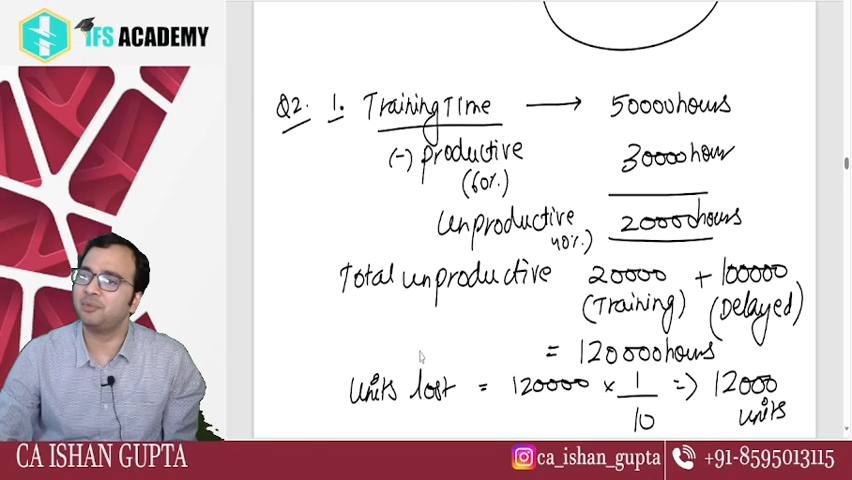 IFS ACADEMY
Q2. 1. Training Time → 50000 hours
(-) productive 30000 hour
(60%)
Unproductive 20000 hours
40%)
Total unproductive 20000 + 100000
(Training) (Delayed)
= 120000 hours
Units lost = 120000 × 1/10 => 12000
units
CA ISHAN GUPTA ca_ishan_gupta +91-8595013115